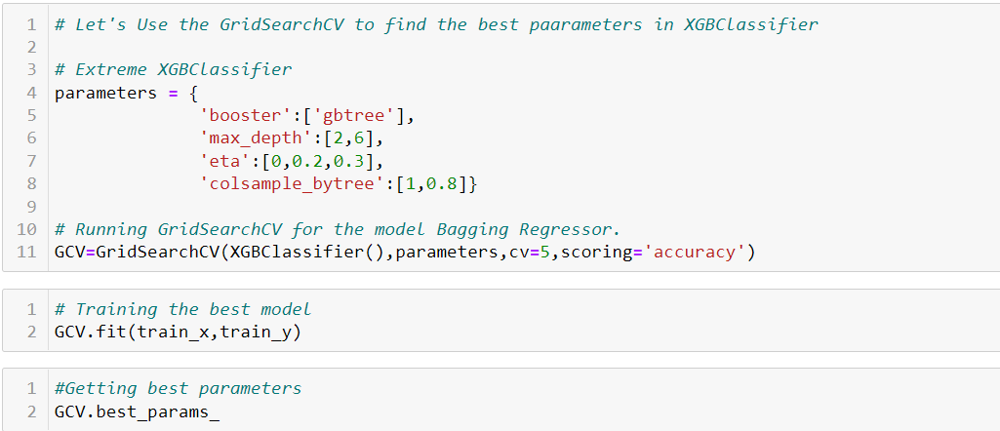 1 # Let's Use the GridSearchCV to find the best paarameters in XGBClassifier
2
3 # Extreme XGBClassifier
4 parameters = {
5 'booster':['gbtree'],
6 'max_depth':[2,6],
7 'eta':[0,0.2,0.3],
8 'colsample_bytree':[1,0.8]}
9
10 # Running GridSearchCV for the model Bagging Regressor.
11 GCV=GridSearchCV(XGBClassifier(),parameters,cv=5,scoring='accuracy')
1 # Training the best model
2 GCV.fit(train_x,train_y)
1 #Getting best parameters
2 GCV.best_params_